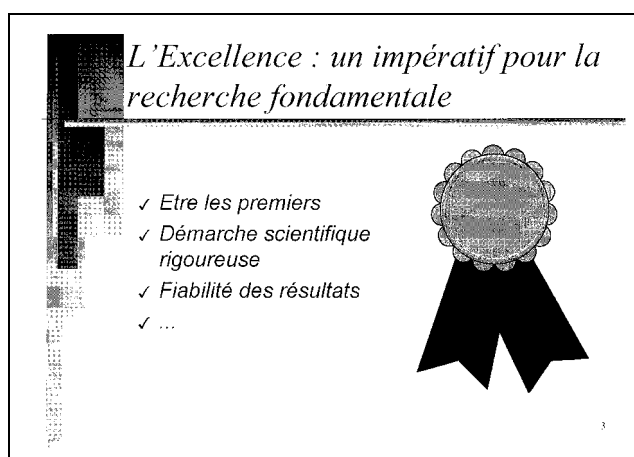 L'Excellence : un impératif pour la
recherche fondamentale
✓ Etre les premiers
✓ Démarche scientifique
rigoureuse
✓ Fiabilité des résultats
✓ ...
3